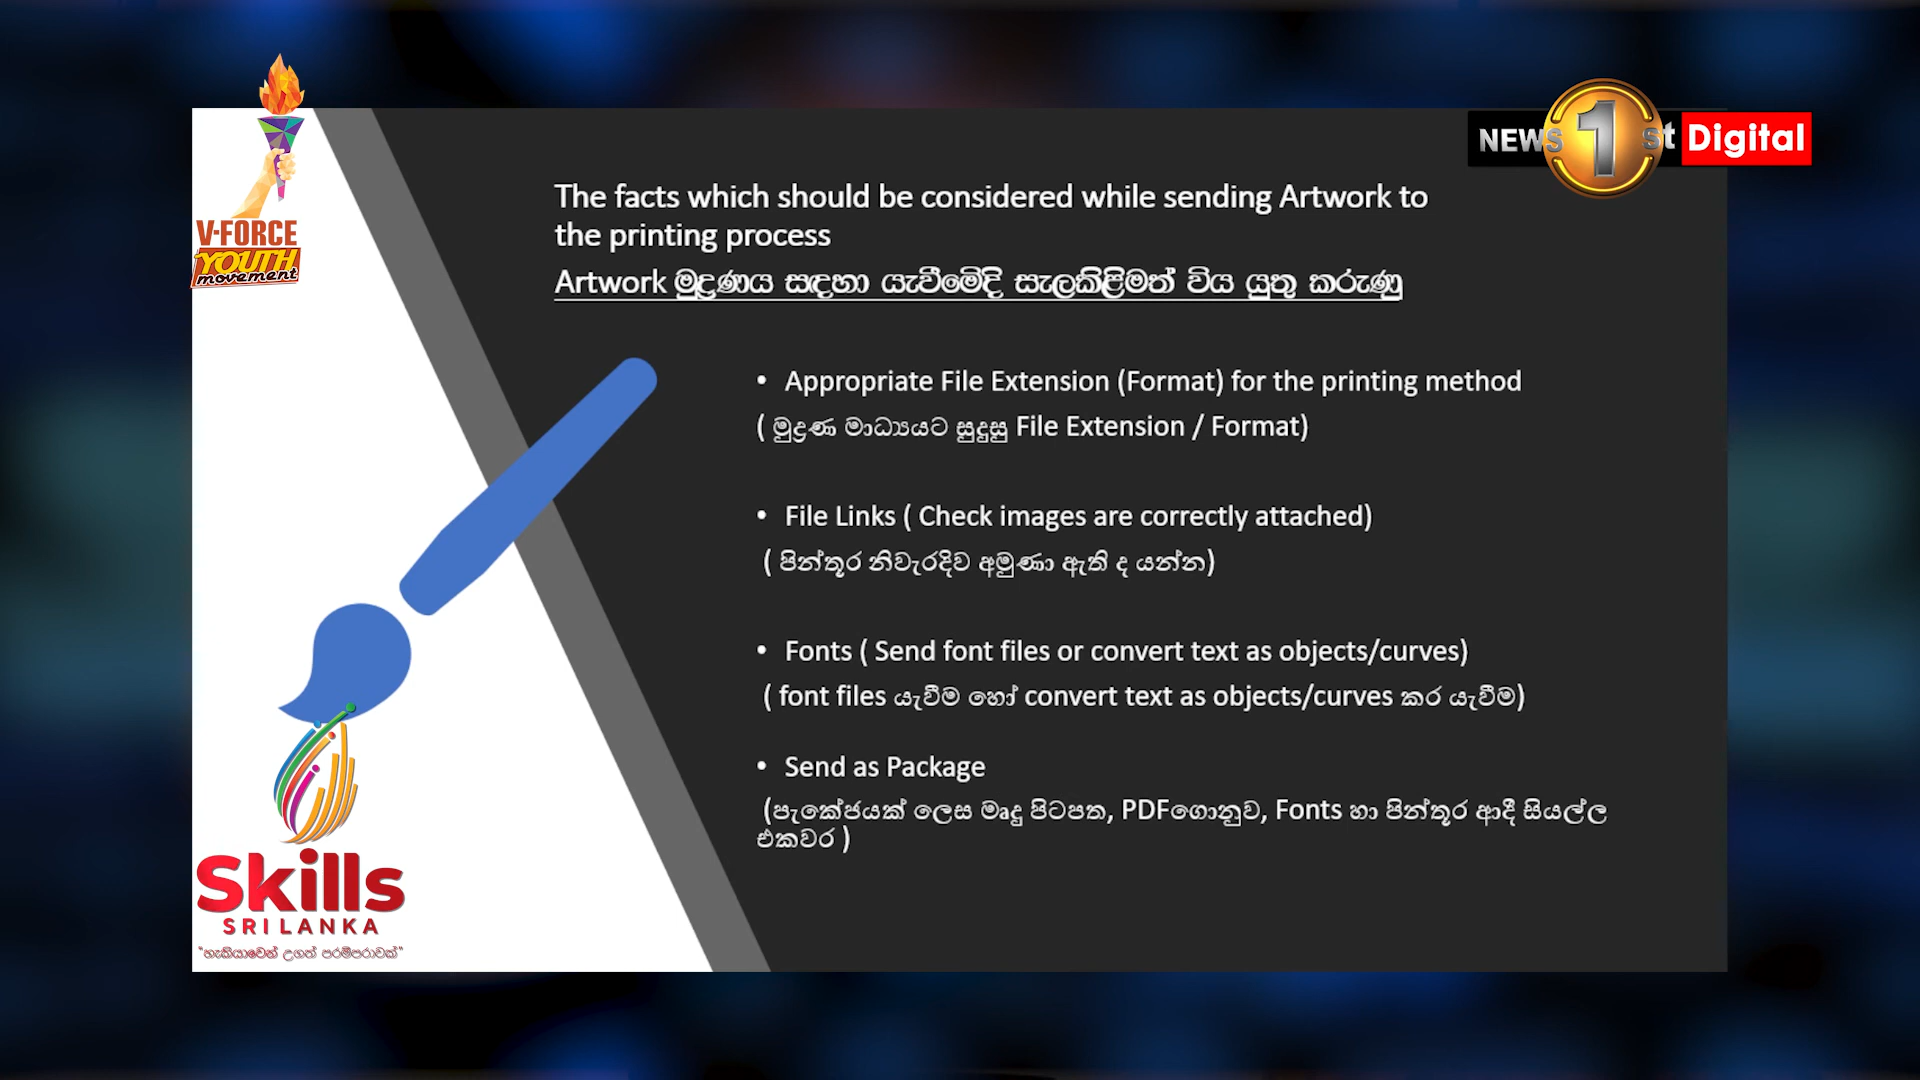 V-FORCE
YOUTH
movement
NEWS 1st Digital
The facts which should be considered while sending Artwork to
the printing process
Artwork මුද්‍රණය සඳහා යැවීමේදි සැලකිළිමත් විය යුතු කරුණු
• Appropriate File Extension (Format) for the printing method
( මුද්‍රණ මාධ්‍යයට සුදුසු File Extension / Format)
• File Links ( Check images are correctly attached)
( පින්තූර නිවැරදිව අමුණා ඇති ද යන්න)
• Fonts ( Send font files or convert text as objects/curves)
( font files යැවීම හෝ convert text as objects/curves කර යැවීම)
• Send as Package
(පැකේජයක් ලෙස මෘදු පිටපත, PDFගොනුව, Fonts හා පින්තූර ආදී සියල්ල
එකවර )
Skills
SRI LANKA
"හැකියාවෙන් උගත් පරම්පරාවක්"